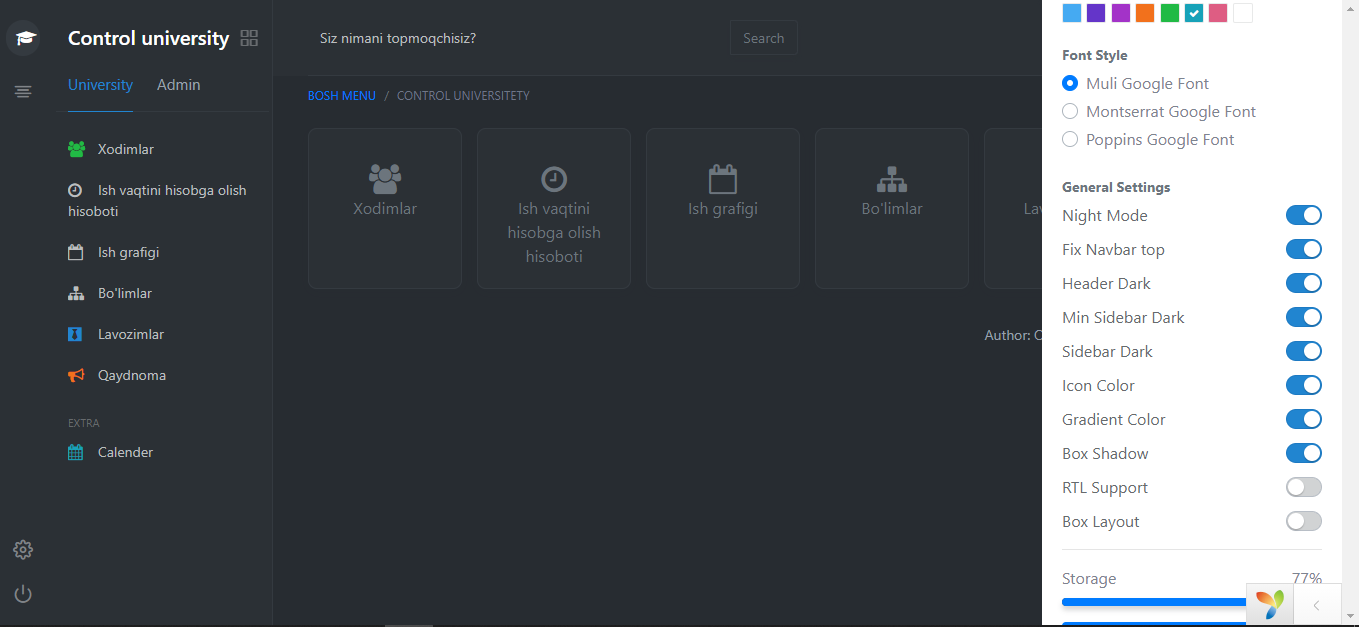 Control university
University Admin
Xodimlar
Ish vaqtini hisobga olish
hisoboti
Ish grafigi
Bo'limlar
Lavozimlar
Qaydnoma
EXTRA
Calender
Siz nimani topmoqchisiz?
Search
BOSH MENU / CONTROL UNIVERSITETY
Xodimlar
Ish vaqtini
hisobga olish
hisoboti
Ish grafigi
Bo'limlar
Author:
Font Style
Muli Google Font
Montserrat Google Font
Poppins Google Font
General Settings
Night Mode
Fix Navbar top
Header Dark
Min Sidebar Dark
Sidebar Dark
Icon Color
Gradient Color
Box Shadow
RTL Support
Box Layout
Storage 77%